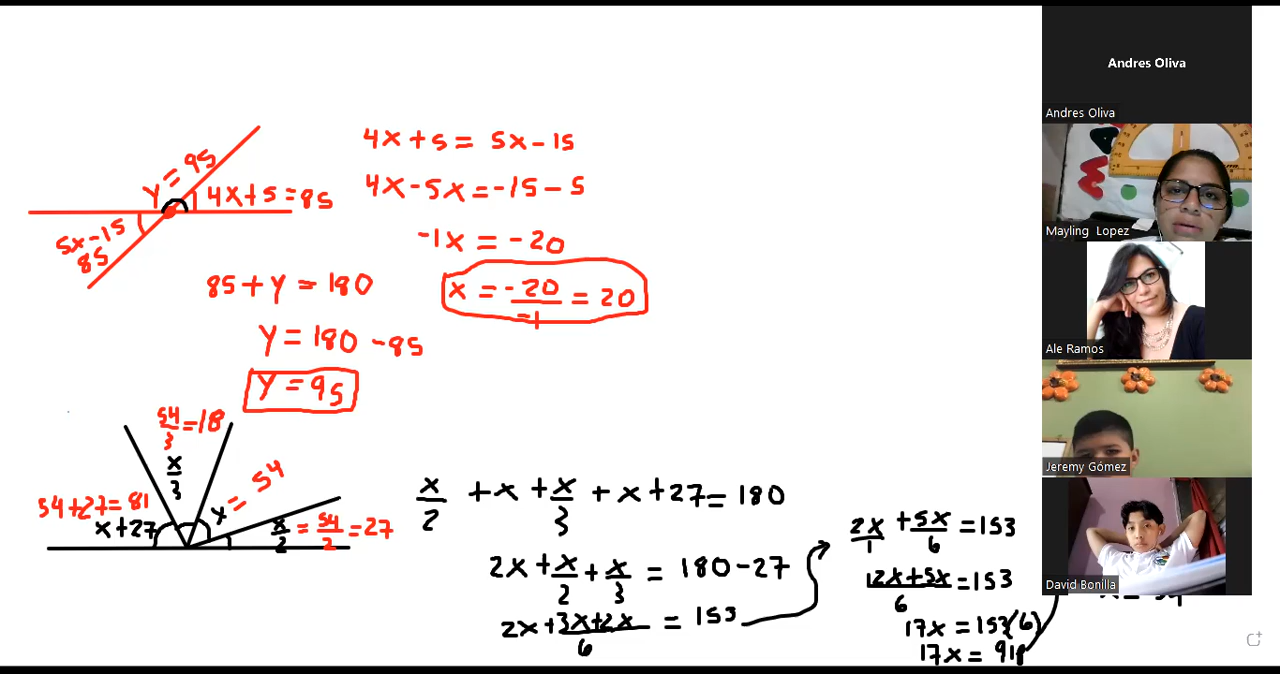 4x+5 = 5x-15
4x-5x=-15-5
-1x = -20
x = -20/-1 = 20
y = 95
4x+5=85
5x-15
85
85+y=180
y=180-85
y=95
54/3=18
x/3
54+27=81
x+27
x = 54
x/2 = 54/2 = 27
x/2 + x + x/3 + x+27=180
2x+x/2+x/3 = 180-27
2x+3x+2x/6 = 153
2x/1 + 5x/6 = 153
12x+5x/6 = 153
17x = 153(6)
17x = 918
Andres Oliva
Andres Oliva
Mayling Lopez
Ale Ramos
Jeremy Gómez
David Bonilla